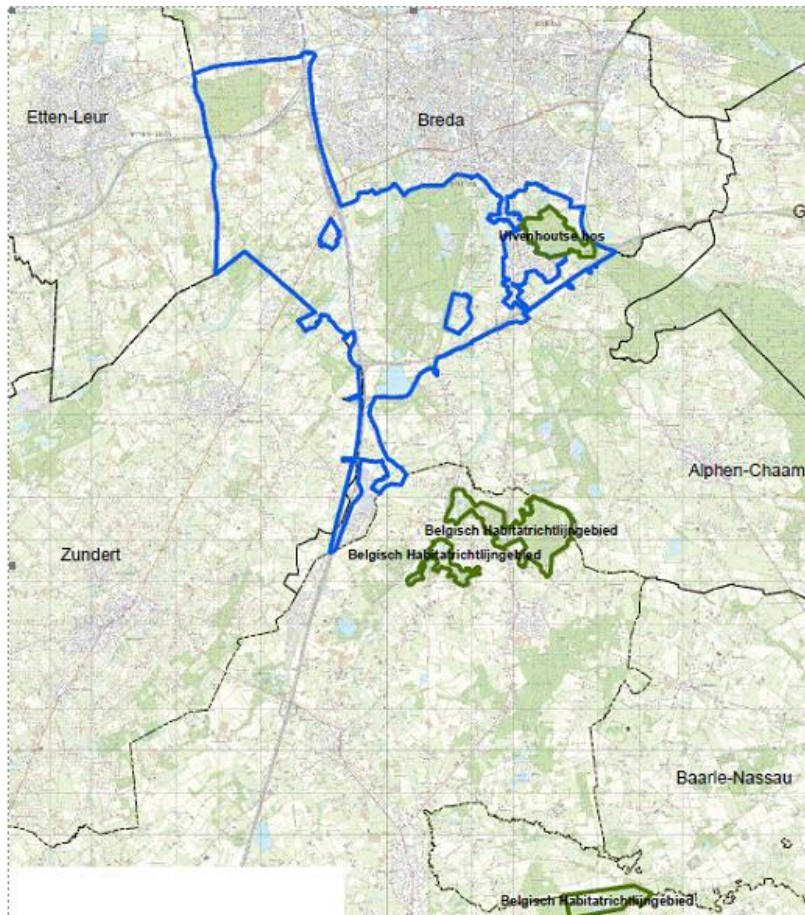 Etten-Leur
Breda
G
Ulvenhoutse bos
Alphen-Chaam
Belgisch Habitatrichtlijngebied
Zundert
Belgisch Habitatrichtlijngebied
Baarle-Nassau
Belgisch Habitatrichtlijngebied